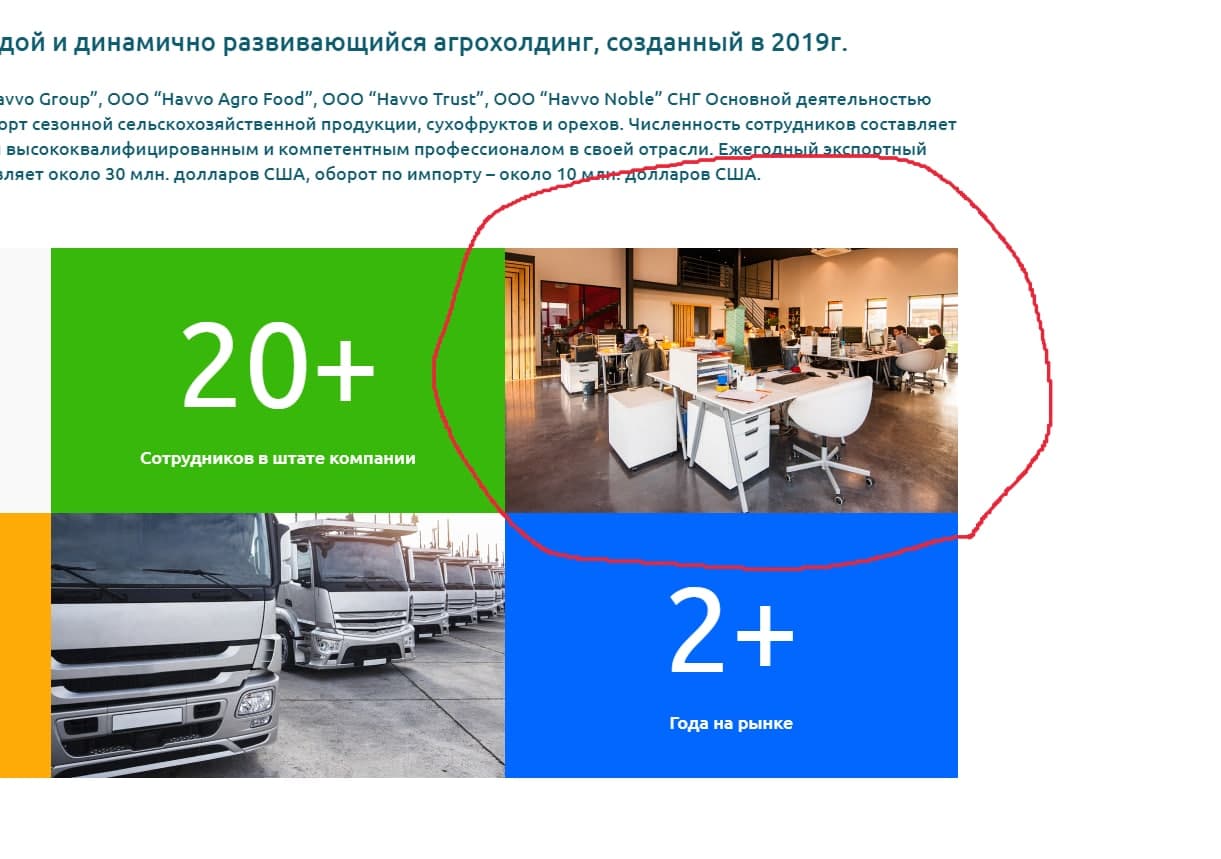 дой и динамично развивающийся агрохолдинг, созданный в 2019г.
avvo Group”, ООО “Havvo Agro Food”, ООО “Havvo Trust”, ООО “Havvo Noble” СНГ Основной деятельностью
орт сезонной сельскохозяйственной продукции, сухофруктов и орехов. Численность сотрудников составляет
высококвалифицированным и компетентным профессионалом в своей отрасли. Ежегодный экспортный
вляет около 30 млн. долларов США, оборот по импорту – около 10 млн. долларов США.
20+
Сотрудников в штате компании
2+
Года на рынке